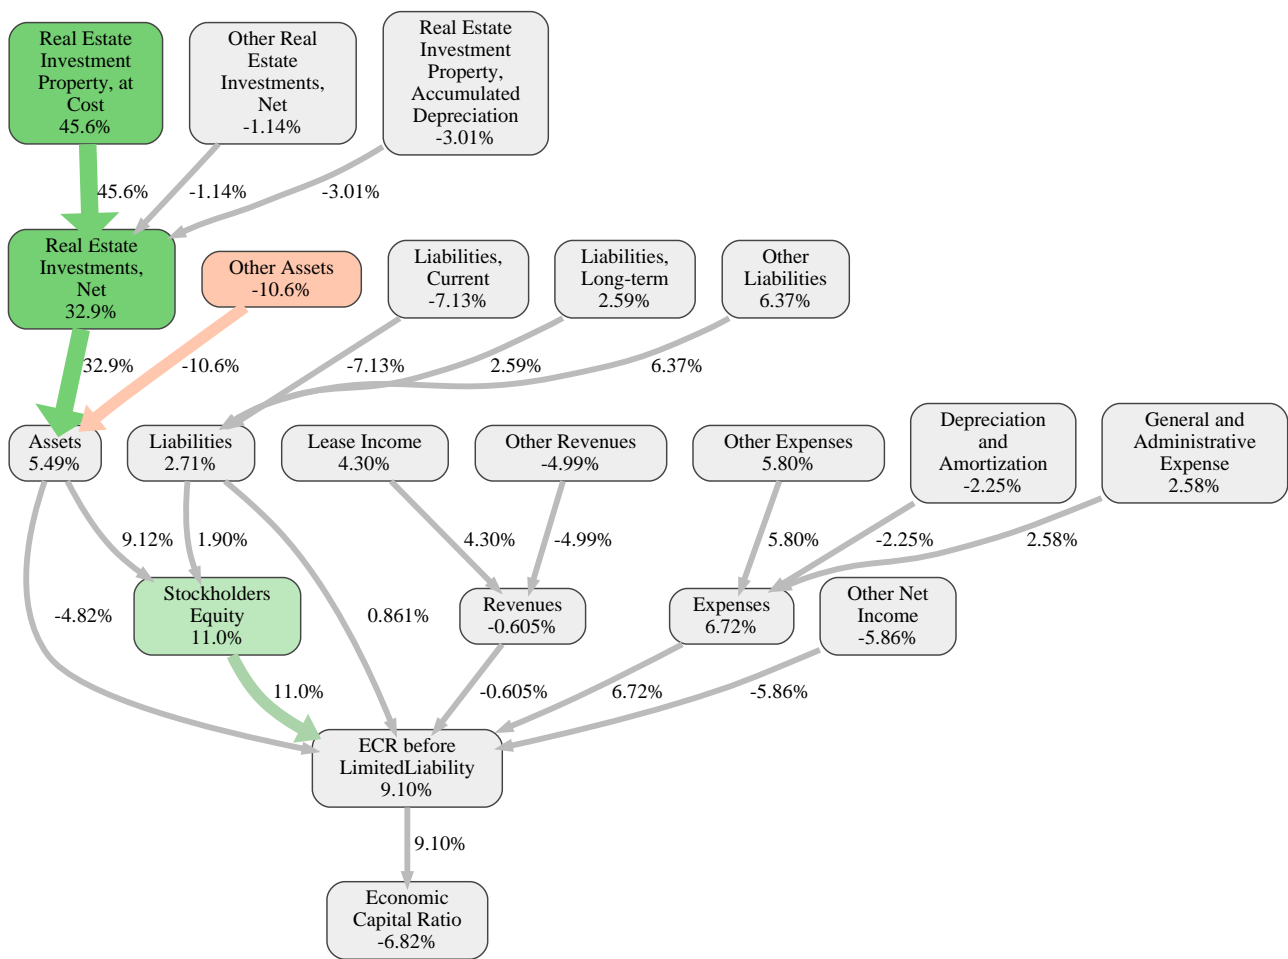 Real Estate
Investment
Property, at
Cost
45.6%
Other Real
Estate
Investments,
Net
-1.14%
Real Estate
Investment
Property,
Accumulated
Depreciation
-3.01%
45.6%
-1.14%
-3.01%
Real Estate
Investments,
Net
32.9%
Other Assets
-10.6%
Liabilities,
Current
-7.13%
Liabilities,
Long-term
2.59%
Other
Liabilities
6.37%
32.9%
-10.6%
-7.13%
2.59%
6.37%
Assets
5.49%
Liabilities
2.71%
Lease Income
4.30%
Other Revenues
-4.99%
Other Expenses
5.80%
Depreciation
and
Amortization
-2.25%
General and
Administrative
Expense
2.58%
9.12%
1.90%
4.30%
-4.99%
5.80%
-2.25%
2.58%
Stockholders
Equity
11.0%
Revenues
-0.605%
Expenses
6.72%
Other Net
Income
-5.86%
-4.82%
0.861%
11.0%
-0.605%
6.72%
-5.86%
ECR before
LimitedLiability
9.10%
9.10%
Economic
Capital Ratio
-6.82%